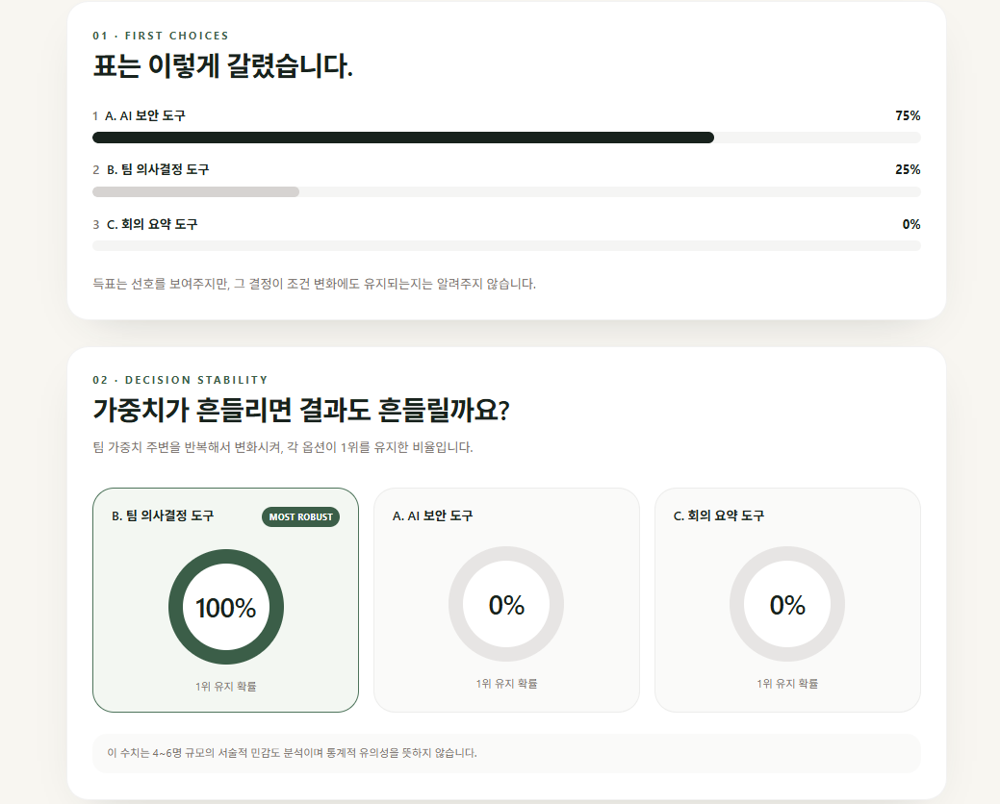 01 · FIRST CHOICES
표는 이렇게 갈렸습니다.
1 A. AI 보안 도구 75%
2 B. 팀 의사결정 도구 25%
3 C. 회의 요약 도구 0%
득표는 선호를 보여주지만, 그 결정이 조건 변화에도 유지되는지는 알려주지 않습니다.
02 · DECISION STABILITY
가중치가 흔들리면 결과도 흔들릴까요?
팀 가중치 주변을 반복해서 변화시켜, 각 옵션이 1위를 유지한 비율입니다.
B. 팀 의사결정 도구 MOST ROBUST
100%
1위 유지 확률
A. AI 보안 도구
0%
1위 유지 확률
C. 회의 요약 도구
0%
1위 유지 확률
이 수치는 4~6명 규모의 서술적 민감도 분석이며 통계적 유의성을 뜻하지 않습니다.